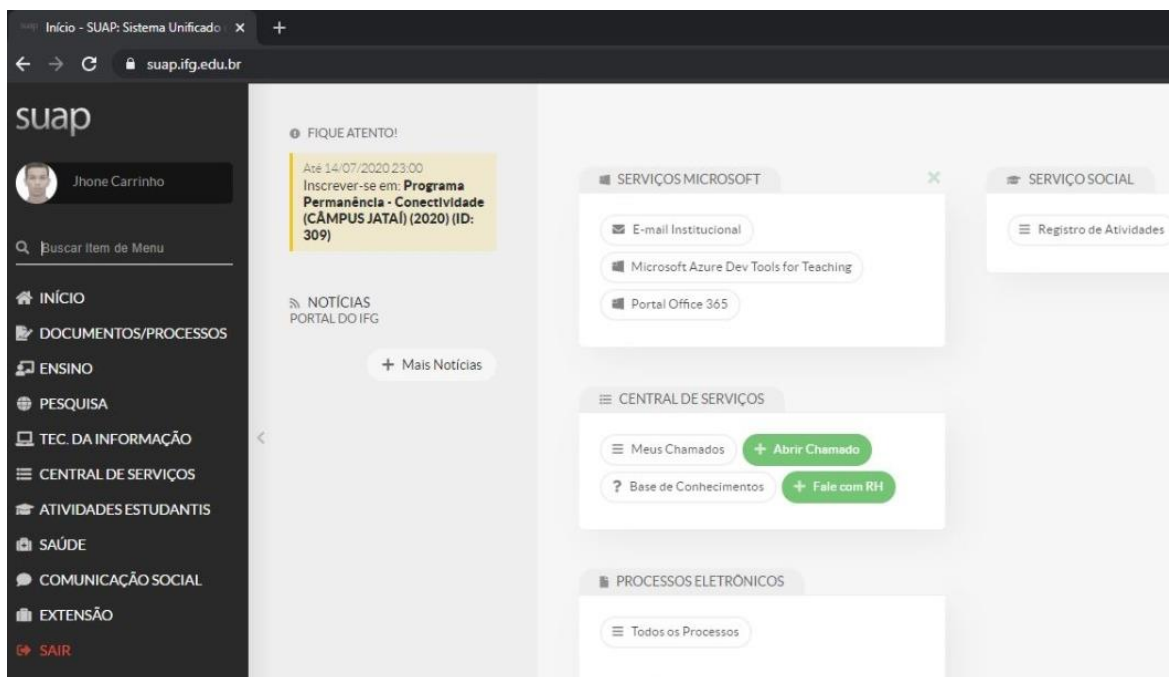 Início - SUAP: Sistema Unificado
suap.ifg.edu.br
suap
Jhone Carrinho
Buscar Item de Menu
INÍCIO
DOCUMENTOS/PROCESSOS
ENSINO
PESQUISA
TEC. DA INFORMAÇÃO
CENTRAL DE SERVIÇOS
ATIVIDADES ESTUDANTIS
SAÚDE
COMUNICAÇÃO SOCIAL
EXTENSÃO
SAIR
FIQUE ATENTO!
Até 14/07/2020 23:00
Inscrever-se em: Programa
Permanência - Conectividade
(CÂMPUS JATAÍ) (2020) (ID:
309)
NOTÍCIAS
PORTAL DO IFG
+ Mais Notícias
SERVIÇOS MICROSOFT
E-mail Institucional
Microsoft Azure Dev Tools for Teaching
Portal Office 365
CENTRAL DE SERVIÇOS
Meus Chamados + Abrir Chamado
? Base de Conhecimentos + Fale com RH
PROCESSOS ELETRÔNICOS
Todos os Processos
SERVIÇO SOCIAL
Registro de Atividades